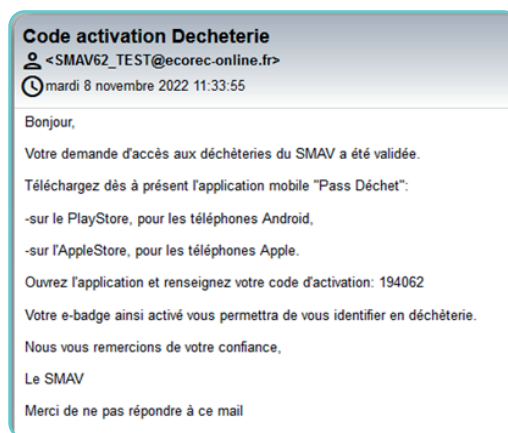 Code activation Decheterie
<SMAV62_TEST@ecorec-online.fr>
mardi 8 novembre 2022 11:33:55
Bonjour,
Votre demande d'accès aux déchèteries du SMAV a été validée.
Téléchargez dès à présent l'application mobile "Pass Déchet":
-sur le PlayStore, pour les téléphones Android,
-sur l'AppleStore, pour les téléphones Apple.
Ouvrez l'application et renseignez votre code d'activation: 194062
Votre e-badge ainsi activé vous permettra de vous identifier en déchèterie.
Nous vous remercions de votre confiance,
Le SMAV
Merci de ne pas répondre à ce mail